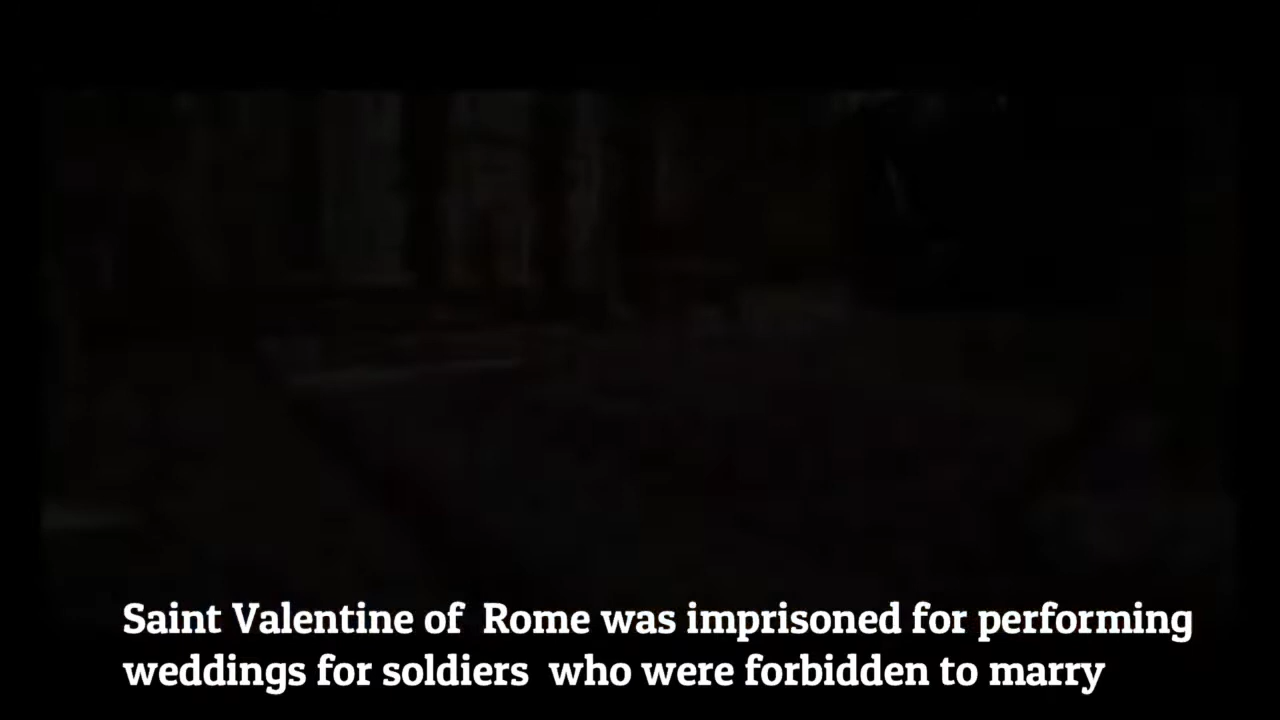 Saint Valentine of  Rome was imprisoned for performing
weddings for soldiers  who were forbidden to marry